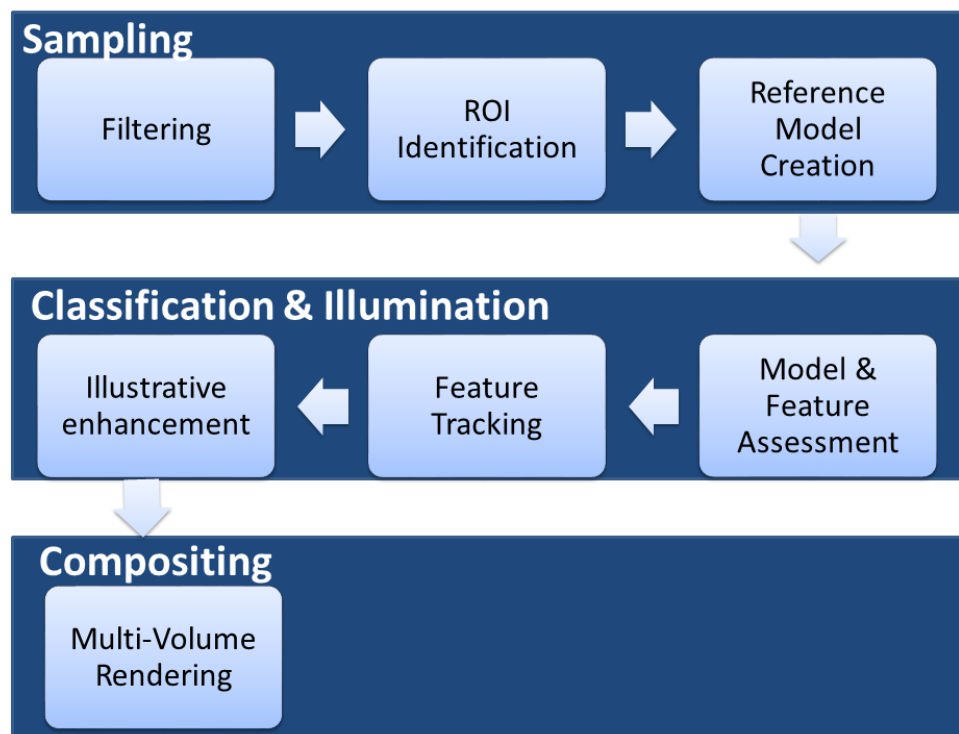 Sampling
Filtering
ROI
Identification
Reference
Model
Creation
Classification & Illumination
Illustrative
enhancement
Feature
Tracking
Model &
Feature
Assessment
Compositing
Multi-Volume
Rendering